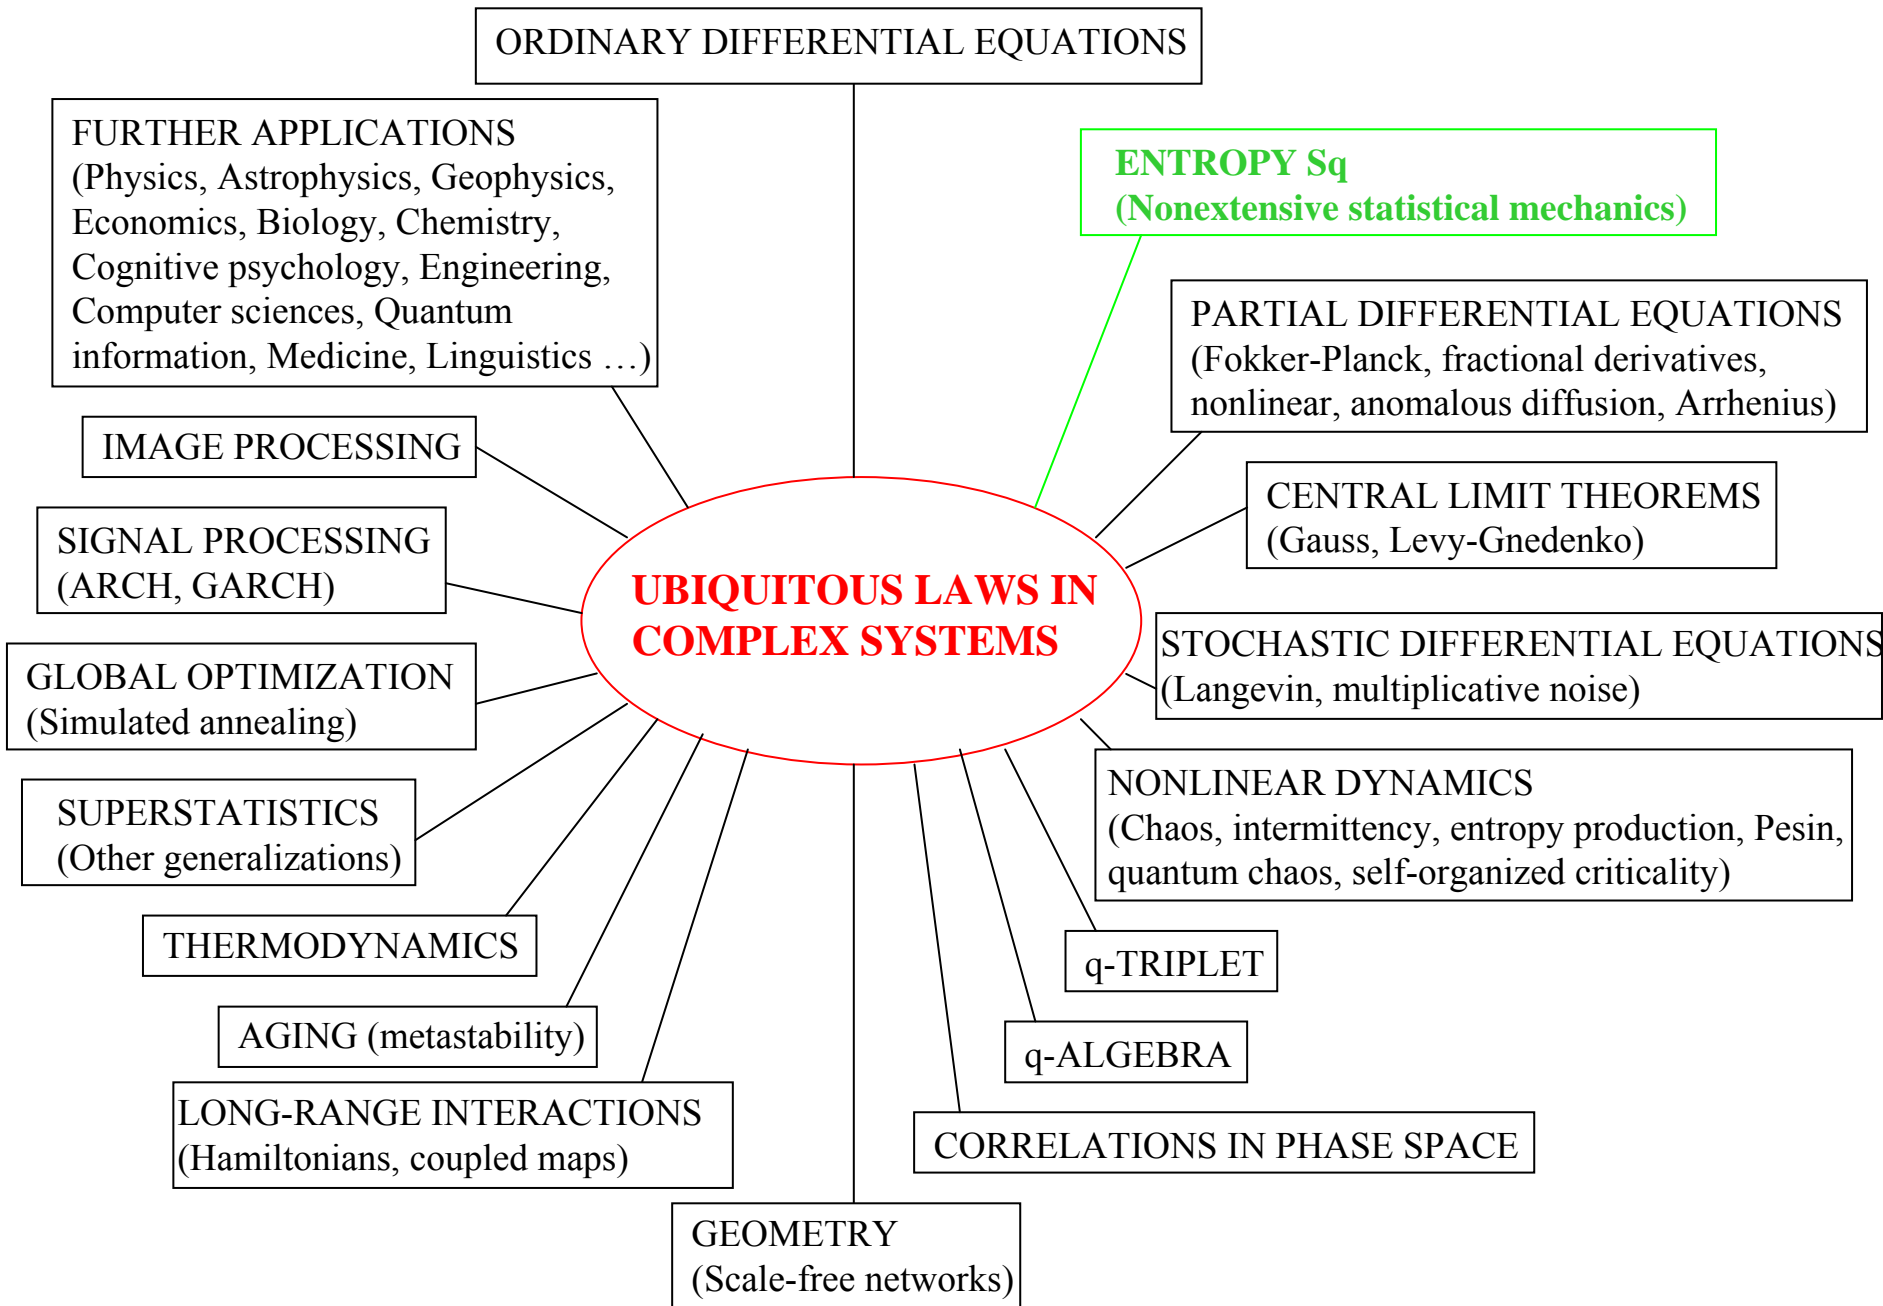 ORDINARY DIFFERENTIAL EQUATIONS
FURTHER APPLICATIONS
(Physics, Astrophysics, Geophysics,
Economics, Biology, Chemistry,
Cognitive psychology, Engineering,
Computer sciences, Quantum
information, Medicine, Linguistics …)
ENTROPY Sq
(Nonextensive statistical mechanics)
PARTIAL DIFFERENTIAL EQUATIONS
(Fokker-Planck, fractional derivatives,
nonlinear, anomalous diffusion, Arrhenius)
IMAGE PROCESSING
CENTRAL LIMIT THEOREMS
(Gauss, Levy-Gnedenko)
SIGNAL PROCESSING
(ARCH, GARCH)
UBIQUITOUS LAWS IN
COMPLEX SYSTEMS
STOCHASTIC DIFFERENTIAL EQUATIONS
(Langevin, multiplicative noise)
GLOBAL OPTIMIZATION
(Simulated annealing)
NONLINEAR DYNAMICS
(Chaos, intermittency, entropy production, Pesin,
quantum chaos, self-organized criticality)
SUPERSTATISTICS
(Other generalizations)
THERMODYNAMICS
q-TRIPLET
AGING (metastability)
q-ALGEBRA
LONG-RANGE INTERACTIONS
(Hamiltonians, coupled maps)
CORRELATIONS IN PHASE SPACE
GEOMETRY
(Scale-free networks)